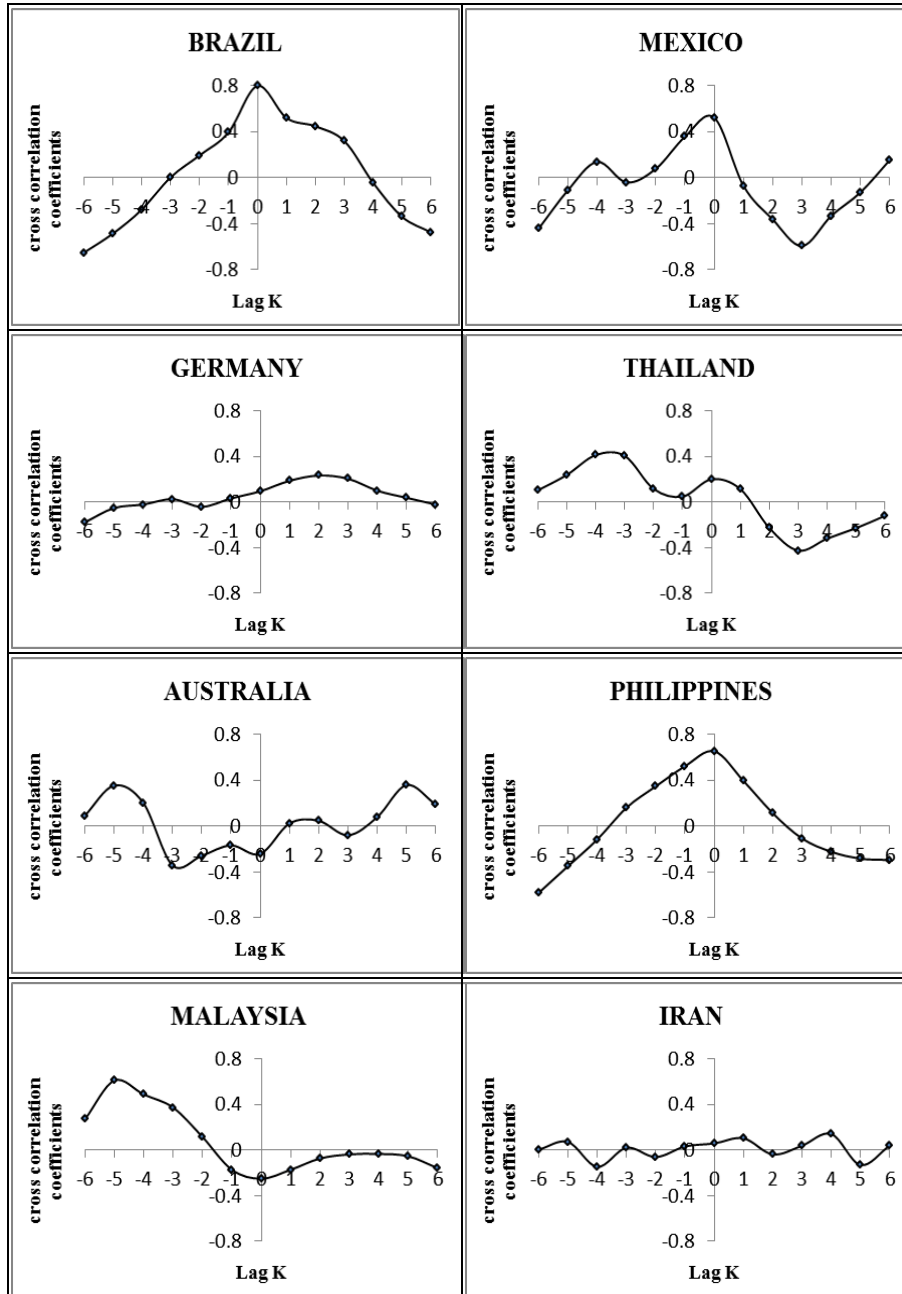 BRAZIL
cross correlation
coefficients
0.8
0.4
0
-6 -5 -4 -3 -2 -1 0 1 2 3 4 5 6
-0.4
-0.8
Lag K
MEXICO
cross correlation
coefficients
0.8
0.4
0
-6 -5 -4 -3 -2 -1 0 1 2 3 4 5 6
-0.4
-0.8
Lag K
GERMANY
cross correlation
coefficients
0.8
0.4
0
-6 -5 -4 -3 -2 -1 0 1 2 3 4 5 6
-0.4
-0.8
Lag K
THAILAND
cross correlation
coefficients
0.8
0.4
0
-6 -5 -4 -3 -2 -1 0 1 2 3 4 5 6
-0.4
-0.8
Lag K
AUSTRALIA
cross correlation
coefficients
0.8
0.4
0
-6 -5 -4 -3 -2 -1 0 1 2 3 4 5 6
-0.4
-0.8
Lag K
PHILIPPINES
cross correlation
coefficients
0.8
0.4
0
-6 -5 -4 -3 -2 -1 0 1 2 3 4 5 6
-0.4
-0.8
Lag K
MALAYSIA
cross correlation
coefficients
0.8
0.4
0
-6 -5 -4 -3 -2 -1 0 1 2 3 4 5 6
-0.4
-0.8
Lag K
IRAN
cross correlation
coefficients
0.8
0.4
0
-6 -5 -4 -3 -2 -1 0 1 2 3 4 5 6
-0.4
-0.8
Lag K